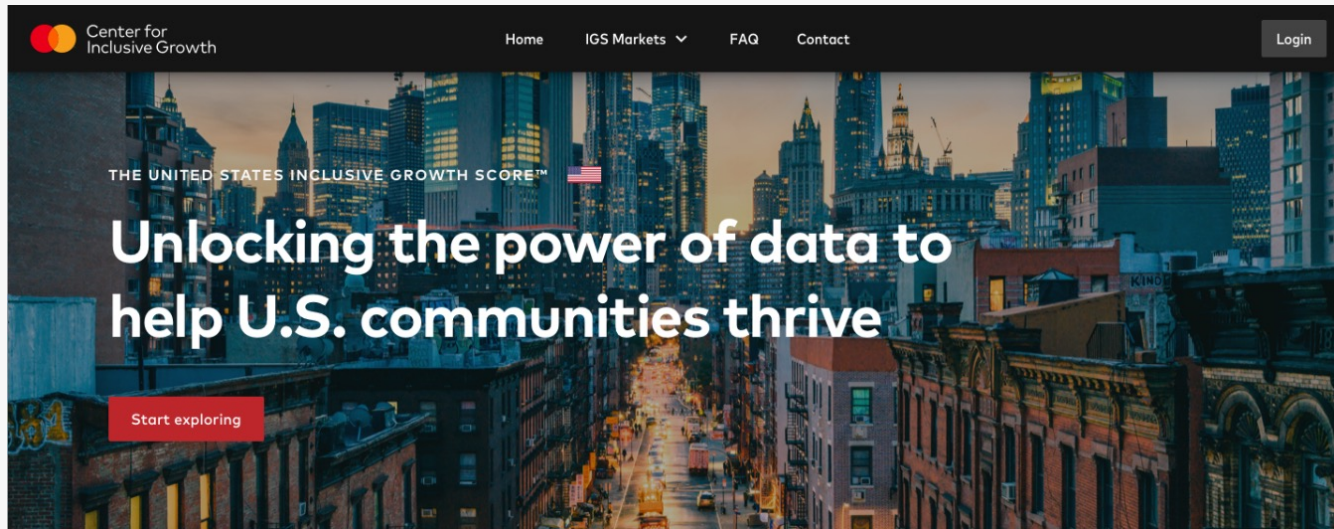 Center for
Inclusive Growth
Home
IGS Markets
FAQ
Contact
Login
THE UNITED STATES INCLUSIVE GROWTH SCORE™
Unlocking the power of data to
help U.S. communities thrive
Start exploring